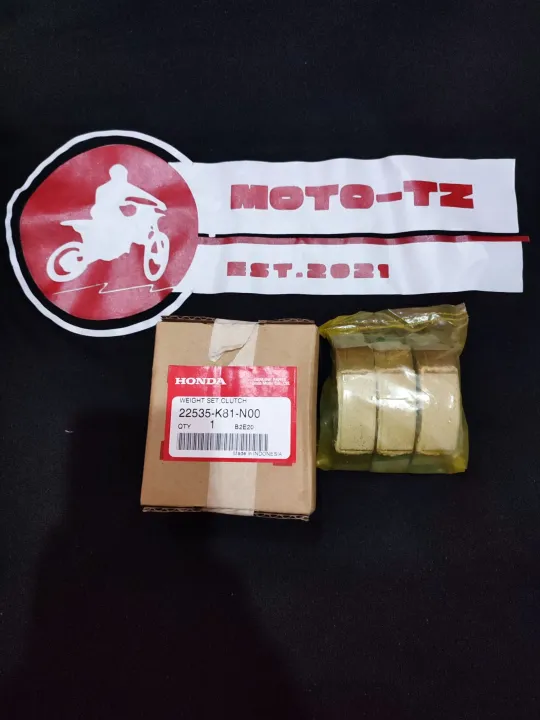 MOTO-TZ
EST.2021
HONDA
WEIGHT SET,CLUTCH
22535-K81-N00
QTY 1 B2E20
Made in INDONESIA